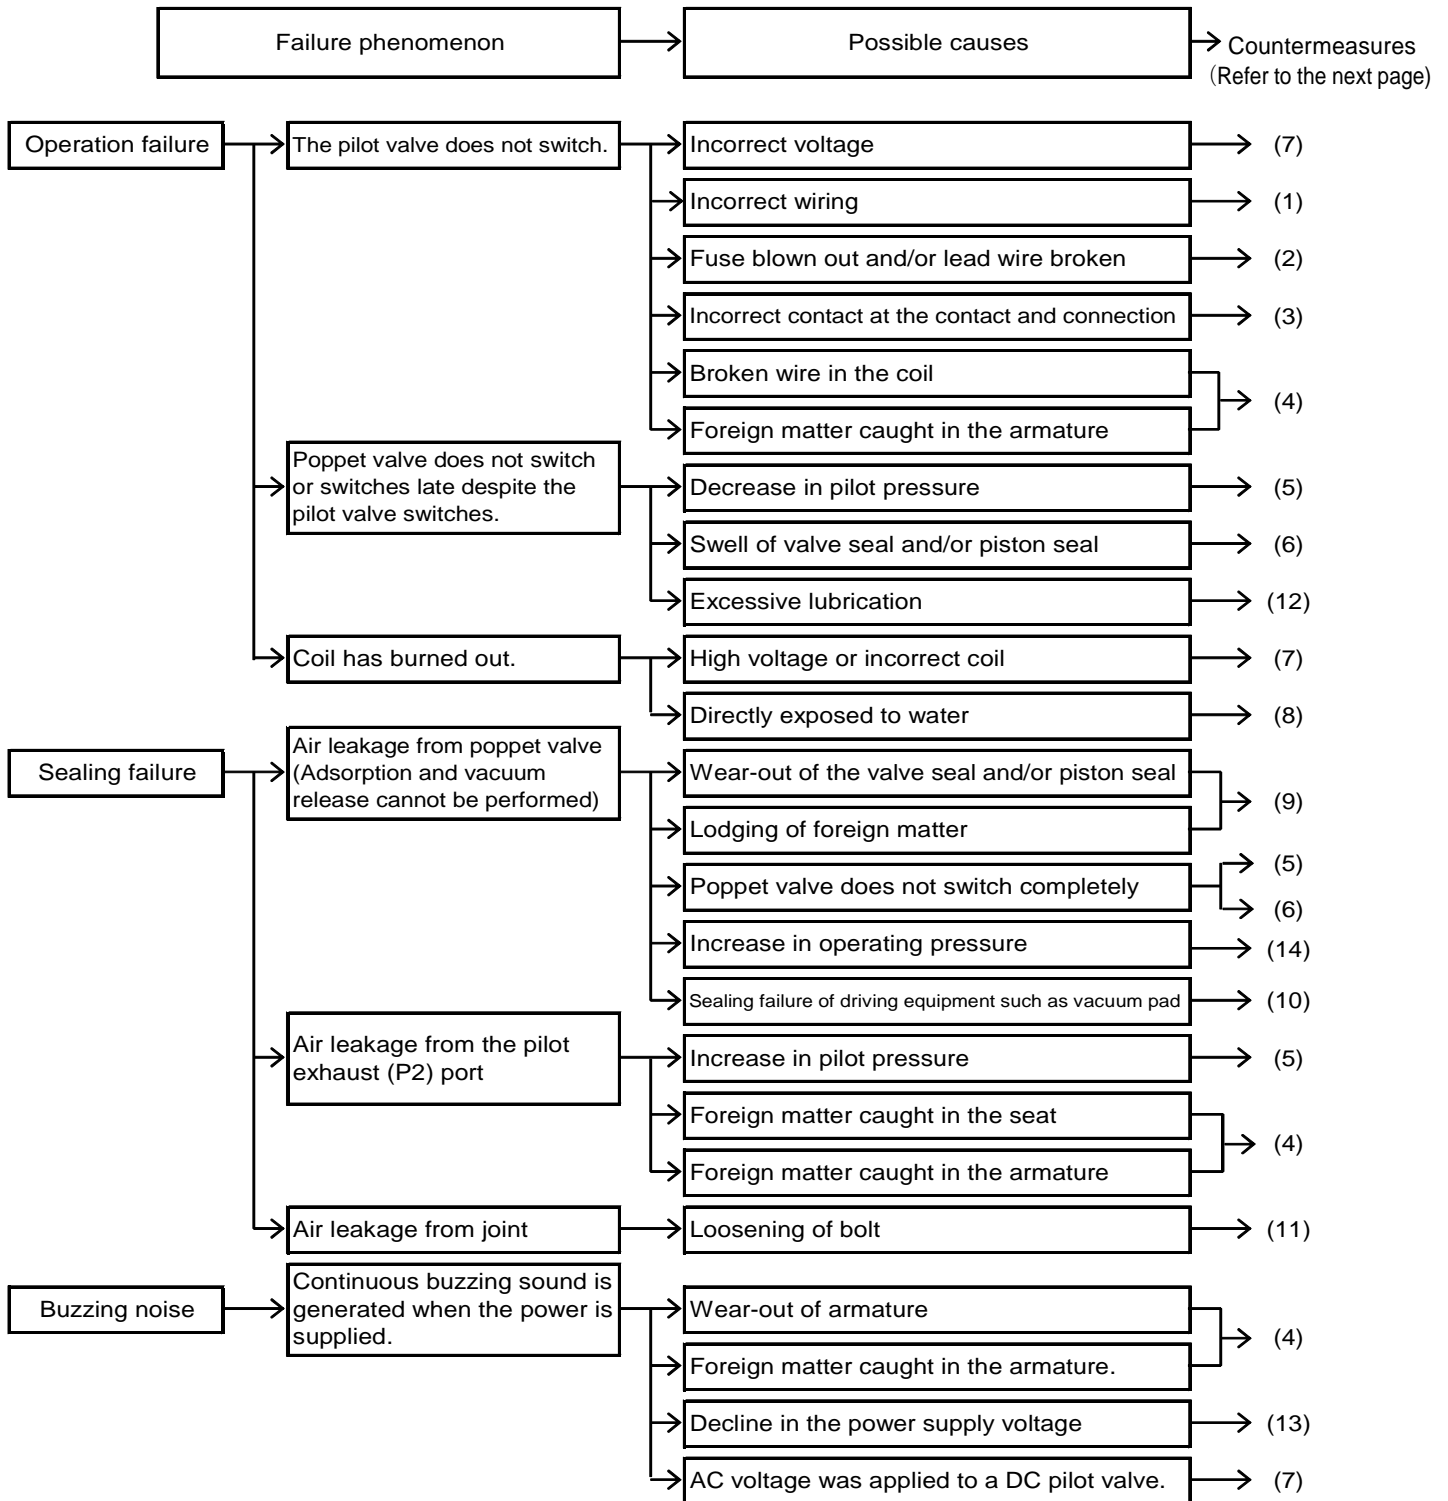 Failure phenomenon
Possible causes
Countermeasures
(Refer to the next page)
Operation failure
The pilot valve does not switch.
Incorrect voltage
(7)
Incorrect wiring
(1)
Fuse blown out and/or lead wire broken
(2)
Incorrect contact at the contact and connection
(3)
Broken wire in the coil
Foreign matter caught in the armature
(4)
Poppet valve does not switch
or switches late despite the
pilot valve switches.
Decrease in pilot pressure
(5)
Swell of valve seal and/or piston seal
(6)
Excessive lubrication
(12)
Coil has burned out.
High voltage or incorrect coil
(7)
Directly exposed to water
(8)
Sealing failure
Air leakage from poppet valve
(Adsorption and vacuum
release cannot be performed)
Wear-out of the valve seal and/or piston seal
Lodging of foreign matter
(9)
Poppet valve does not switch completely
(5)
(6)
Increase in operating pressure
(14)
Sealing failure of driving equipment such as vacuum pad
(10)
Air leakage from the pilot
exhaust (P2) port
Increase in pilot pressure
(5)
Foreign matter caught in the seat
Foreign matter caught in the armature
(4)
Air leakage from joint
Loosening of bolt
(11)
Buzzing noise
Continuous buzzing sound is
generated when the power is
supplied.
Wear-out of armature
Foreign matter caught in the armature.
(4)
Decline in the power supply voltage
(13)
AC voltage was applied to a DC pilot valve.
(7)